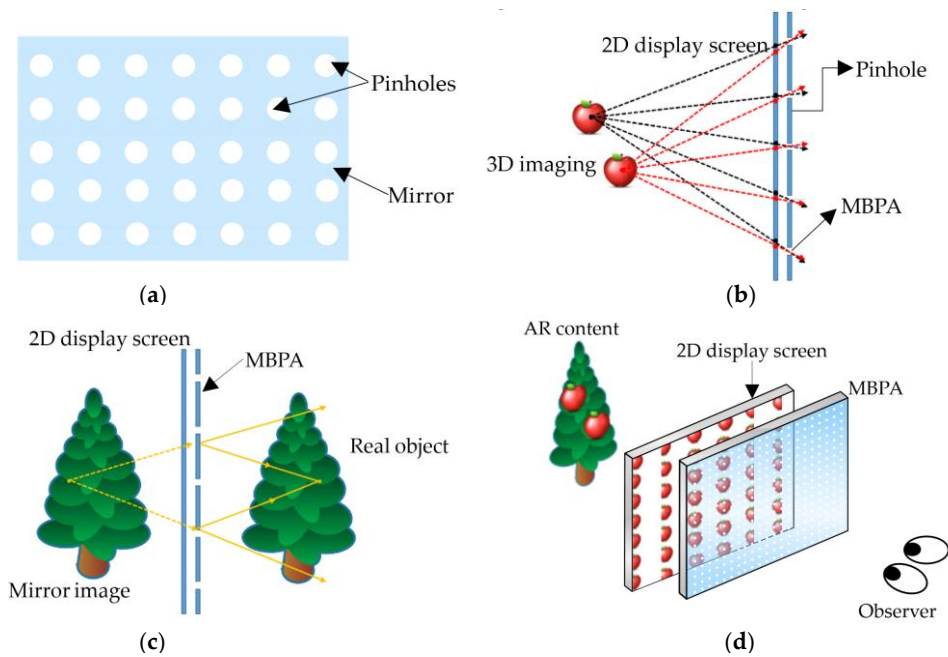 Pinholes
Mirror
(a)
2D display screen
Pinhole
3D imaging
MBPA
(b)
2D display screen
MBPA
Real object
Mirror image
(c)
AR content
2D display screen
MBPA
Observer
(d)